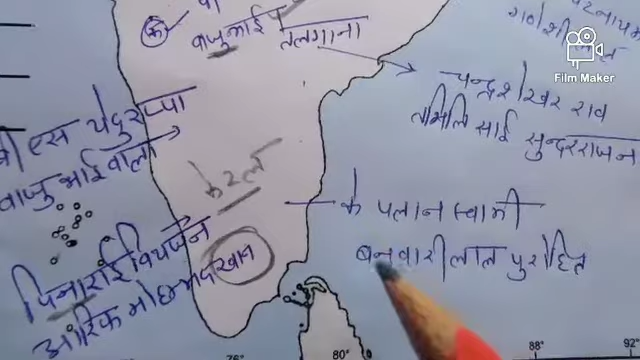 के
वाजुभाई
तेलंगाना
Film Maker
चन्द्रशेखर राव
तमिलि साई सुन्दरराजन
एस येदुरप्पा
वाजुभाई वाला
केरल
के पलान स्वामी
बनवारीलाल पुरोहित
पिनाराई विजयन
आरिफ मोहम्मद खान
76°
80°
88°
92°